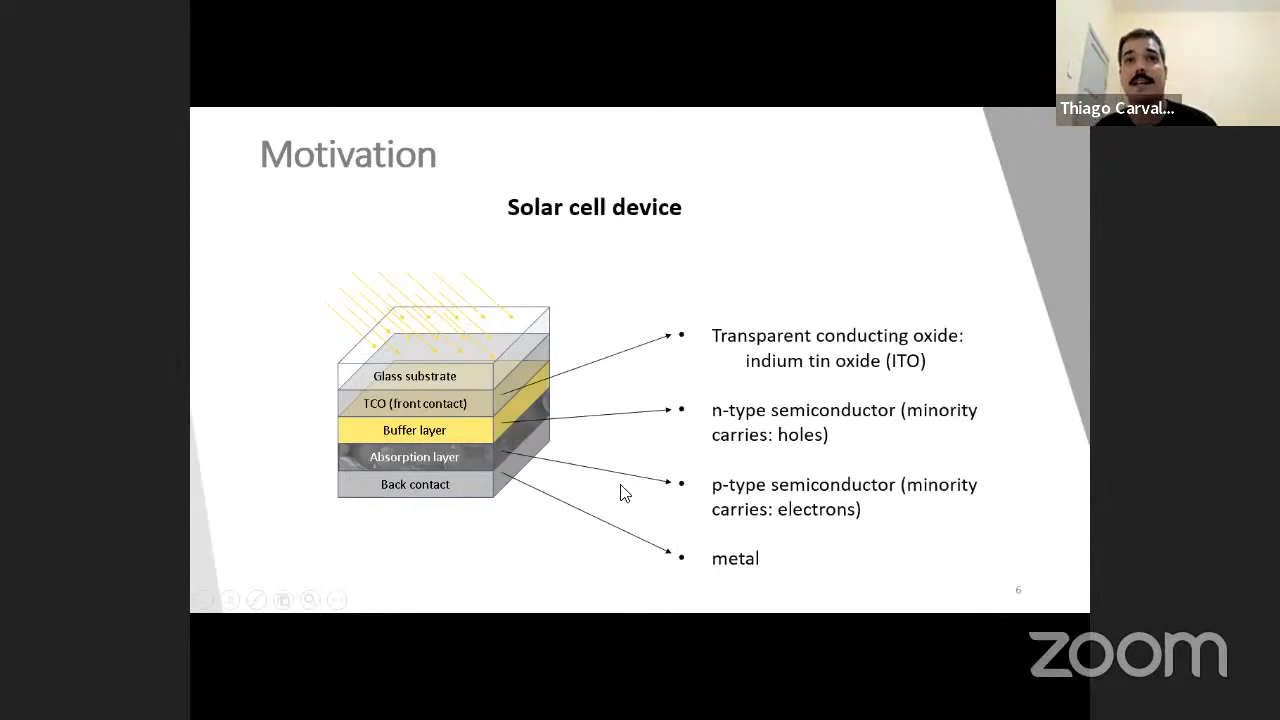 Thiago Carval...
Motivation
Solar cell device
Glass substrate
TCO (front contact)
Buffer layer
Absorption layer
Back contact
• Transparent conducting oxide:
indium tin oxide (ITO)
• n-type semiconductor (minority
carries: holes)
• p-type semiconductor (minority
carries: electrons)
• metal
6
zoom